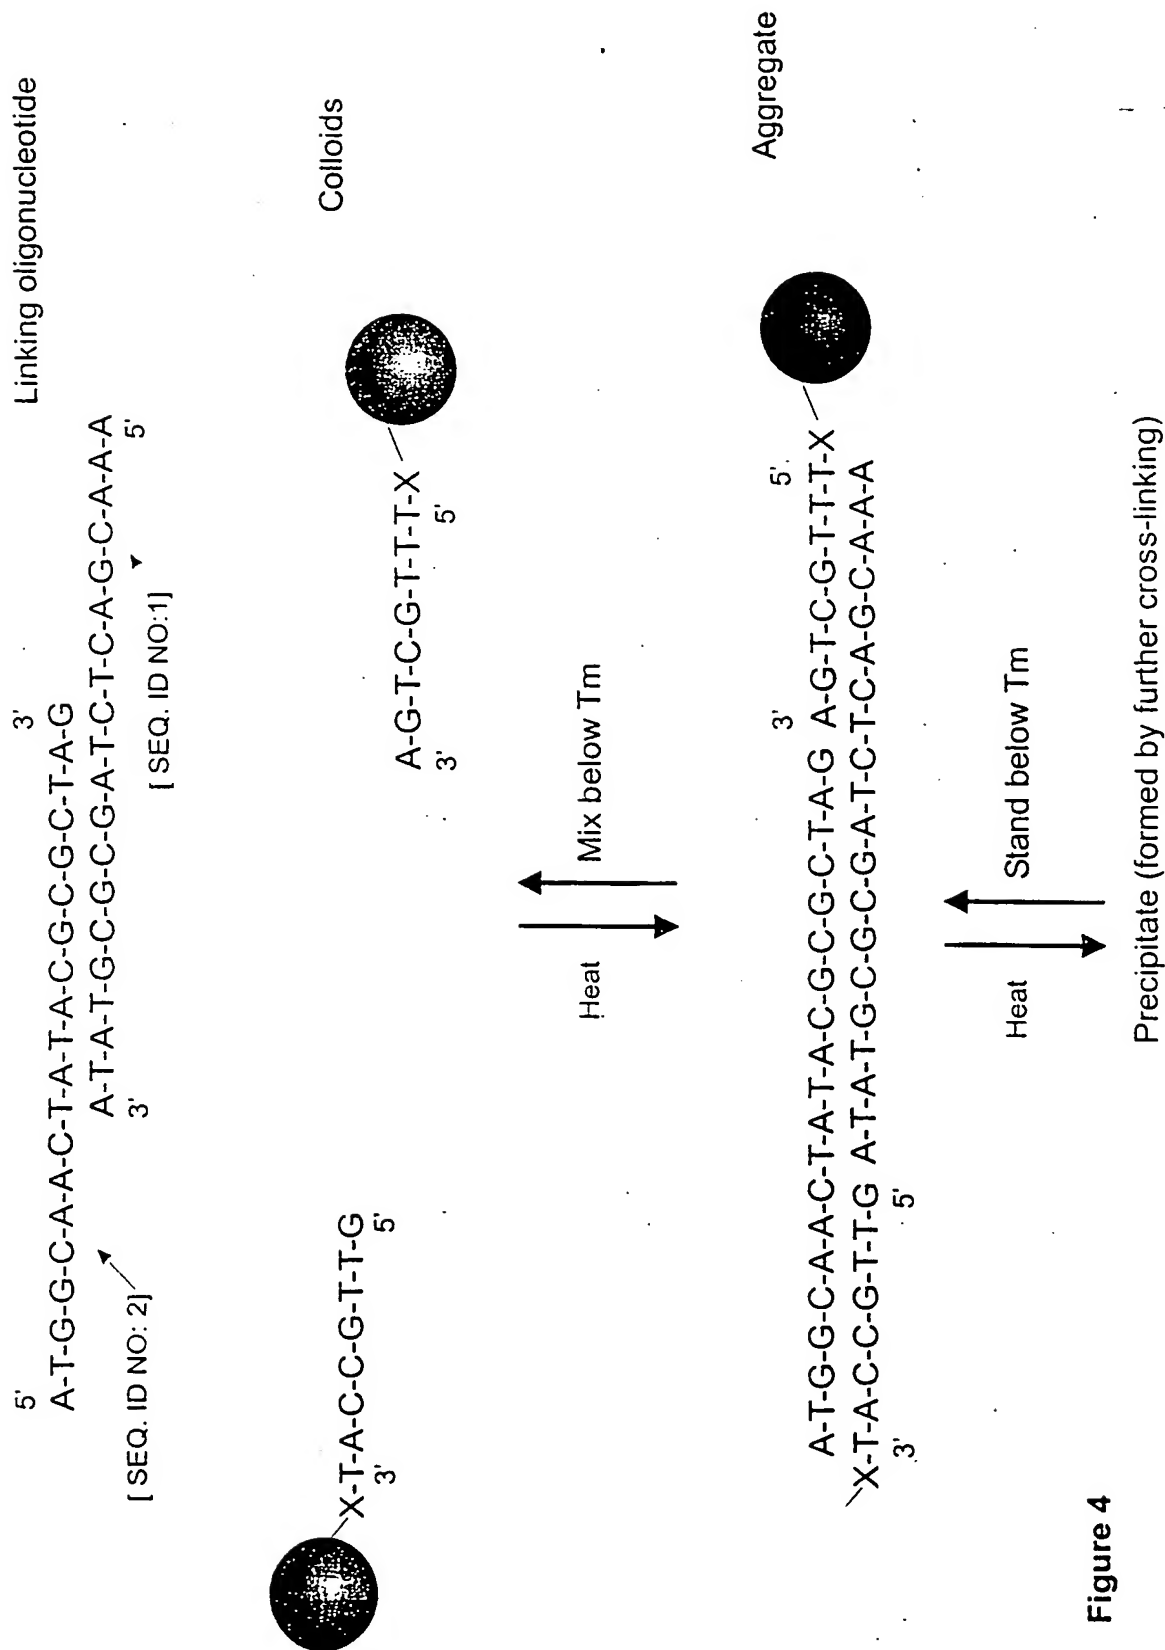 Linking oligonucleotide
5'
3'
A-T-G-G-C-A-A-C-T-A-T-A-C-G-C-G-C-T-A-G
A-T-A-T-G-C-G-C-G-A-T-C-T-C-A-G-C-A-A-A
3'
5'
[ SEQ. ID NO: 2]
[ SEQ. ID NO:1]
Colloids
X-T-A-C-C-G-T-T-G
3'
5'
A-G-T-C-G-T-T-T-X
3'
5'
Heat
Mix below Tm
Aggregate
3'
5'
A-T-G-G-C-A-A-C-T-A-T-A-C-G-C-G-C-T-A-G A-G-T-C-G-T-T-T-X
X-T-A-C-C-G-T-T-G A-T-A-T-G-C-G-C-G-A-T-C-T-C-A-G-C-A-A-A
3'
5'
Heat
Stand below Tm
Precipitate (formed by further cross-linking)
Figure 4